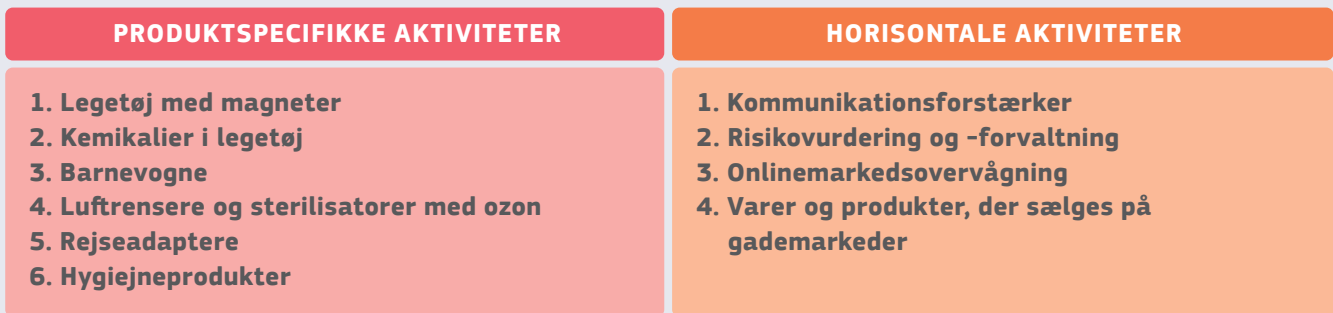 PRODUKTSPECIFIKKE AKTIVITETER
1. Legetøj med magneter
2. Kemikalier i legetøj
3. Barnevogne
4. Luftrensere og sterilisatorer med ozon
5. Rejseadaptere
6. Hygiejneprodukter
HORISONTALE AKTIVITETER
1. Kommunikationsforstærker
2. Risikovurdering og -forvaltning
3. Onlinemarkedsovervågning
4. Varer og produkter, der sælges på
gademarkeder